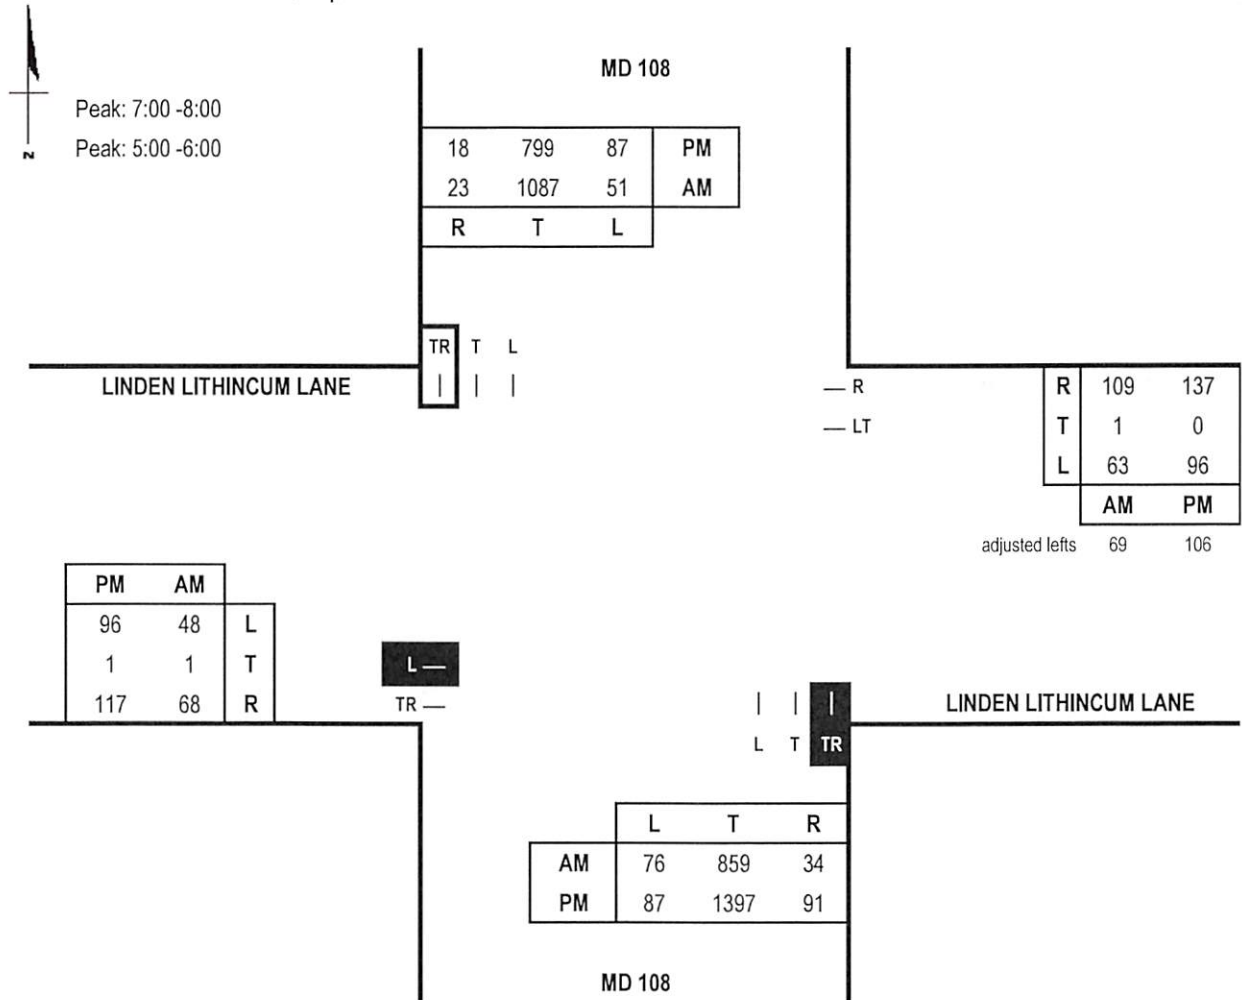 MD 108
Peak: 7:00 -8:00
Peak: 5:00 -6:00
N
18 799 87 PM
23 1087 51 AM
R T L
TR T L
LINDEN LITHINCUM LANE
— R
— LT
R 109 137
T 1 0
L 63 96
AM PM
adjusted lefts 69 106
PM AM
96 48 L
1 1 T
117 68 R
L —
TR —
LINDEN LITHINCUM LANE
L T TR
L T R
AM 76 859 34
PM 87 1397 91
MD 108